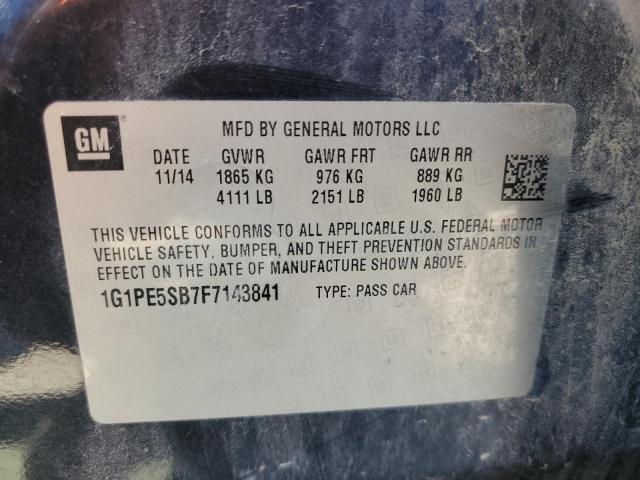 GM
MFD BY GENERAL MOTORS LLC
DATE GVWR GAWR FRT GAWR RR
11/14 1865 KG 976 KG 889 KG
4111 LB 2151 LB 1960 LB
THIS VEHICLE CONFORMS TO ALL APPLICABLE U.S. FEDERAL MOTOR
VEHICLE SAFETY, BUMPER, AND THEFT PREVENTION STANDARDS IN
EFFECT ON THE DATE OF MANUFACTURE SHOWN ABOVE.
1G1PE5SB7F7143841 TYPE: PASS CAR